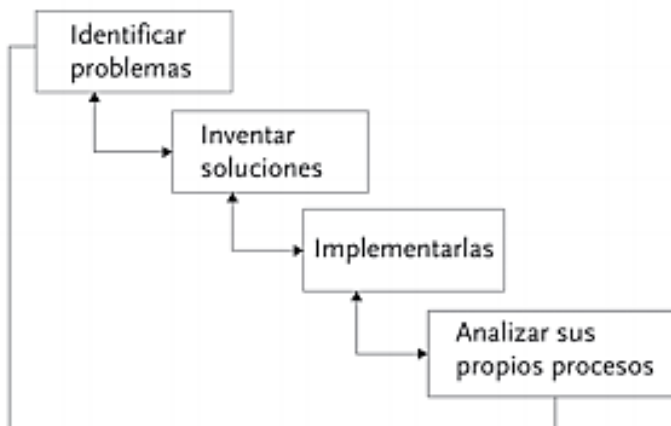 Identificar
problemas
Inventar
soluciones
Implementarlas
Analizar sus
propios procesos